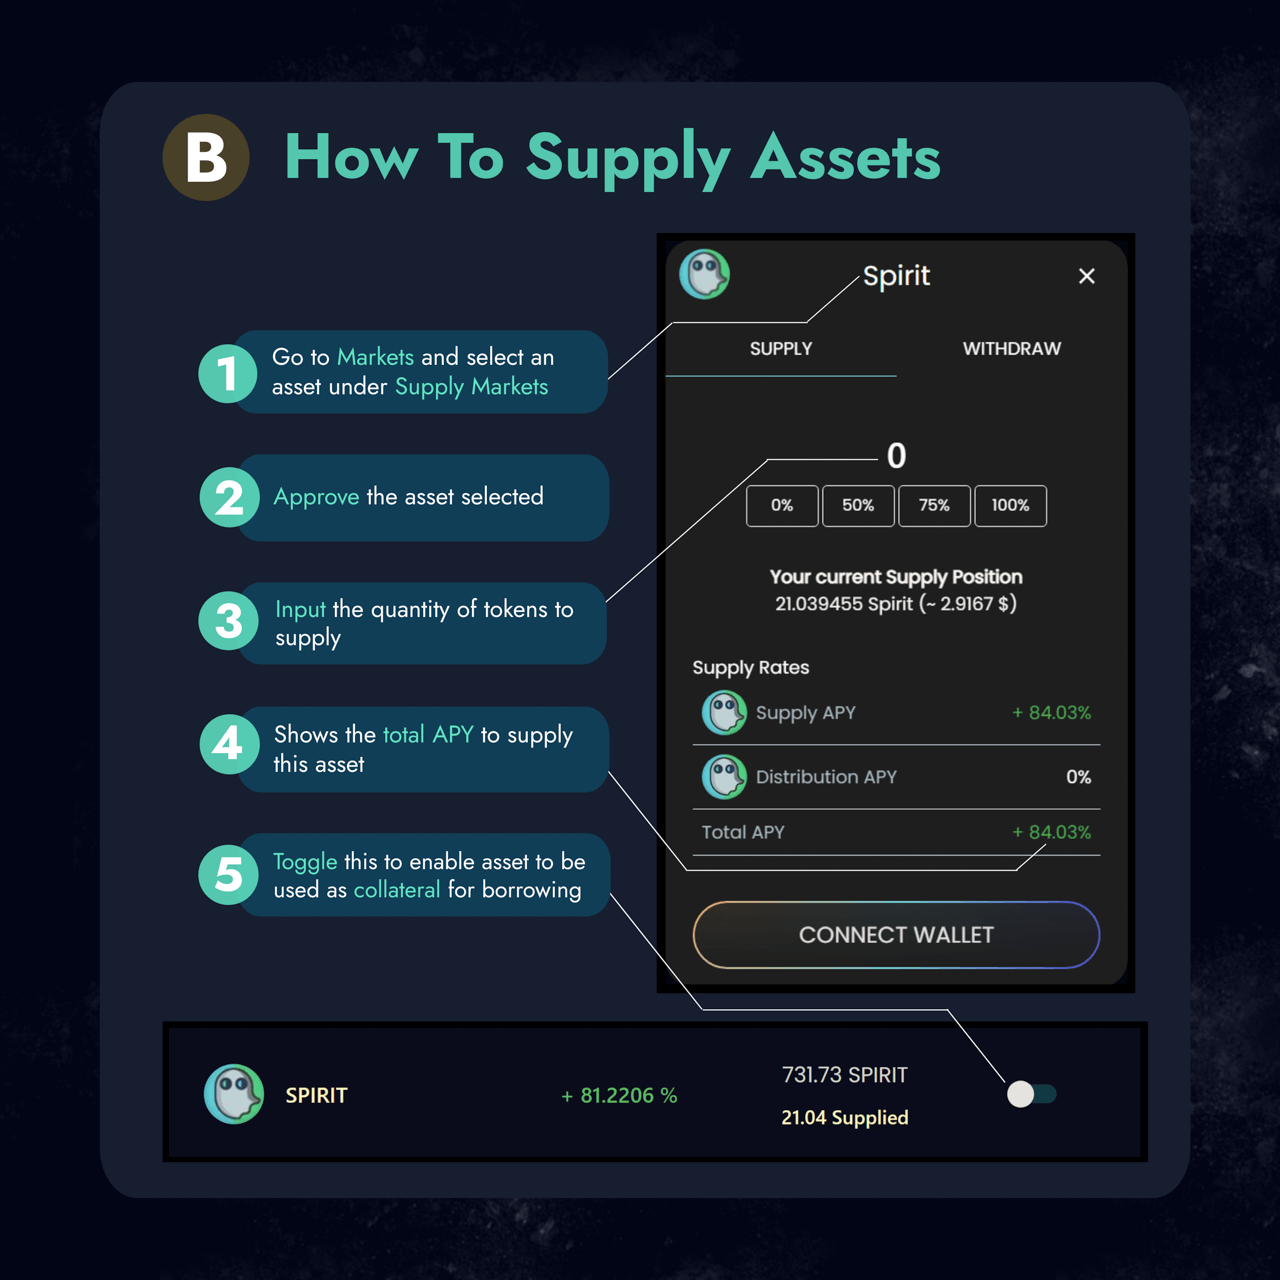 B How To Supply Assets
1 Go to Markets and select an
asset under Supply Markets
2 Approve the asset selected
3 Input the quantity of tokens to
supply
4 Shows the total APY to supply
this asset
5 Toggle this to enable asset to be
used as collateral for borrowing
Spirit ×
SUPPLY WITHDRAW
0
0% 50% 75% 100%
Your current Supply Position
21.039455 Spirit (~ 2.9167 $)
Supply Rates
Supply APY + 84.03%
Distribution APY 0%
Total APY + 84.03%
CONNECT WALLET
SPIRIT + 81.2206 % 731.73 SPIRIT
21.04 Supplied